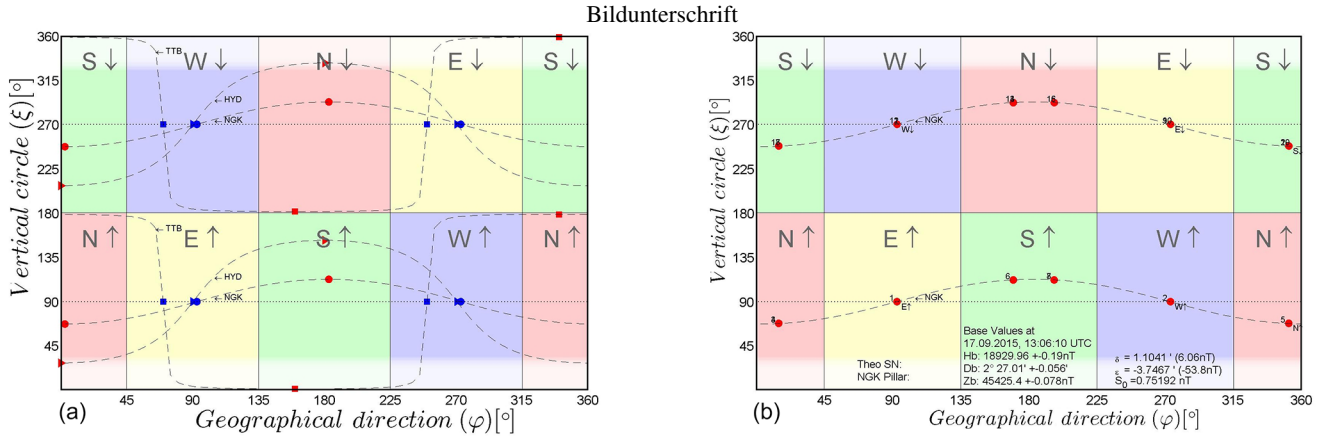 Bildunterschrift
360
315
270
225
180
135
90
45
Vertical circle (ξ)[°]
S ↓
W ↓
N ↓
E ↓
S ↓
← TTB
← HYD
← NGK
N ↑
E ↑
S ↑
W ↑
N ↑
← TTB
← HYD
← NGK
(a)
45
90
135
180
225
270
315
360
Geographical direction (φ)[°]
360
315
270
225
180
135
90
45
Vertical circle (ξ)[°]
S ↓
W ↓
N ↓
E ↓
S ↓
W↓
← NGK
E↓
S↓
N ↑
E ↑
S ↑
W ↑
N ↑
6
1
E↑
← NGK
2
W↑
5
N↑
Base Values at
17.09.2015, 13:06:10 UTC
Hb: 18929.96 +-0.19nT
Db: 2° 27.01' +-0.056'
Zb: 45425.4 +-0.078nT
Theo SN:
NGK Pillar:
δ = 1.1041 ' (6.06nT)
ε = -3.7467 ' (-53.8nT)
S0 =0.75192 nT
(b)
45
90
135
180
225
270
315
360
Geographical direction (φ)[°]